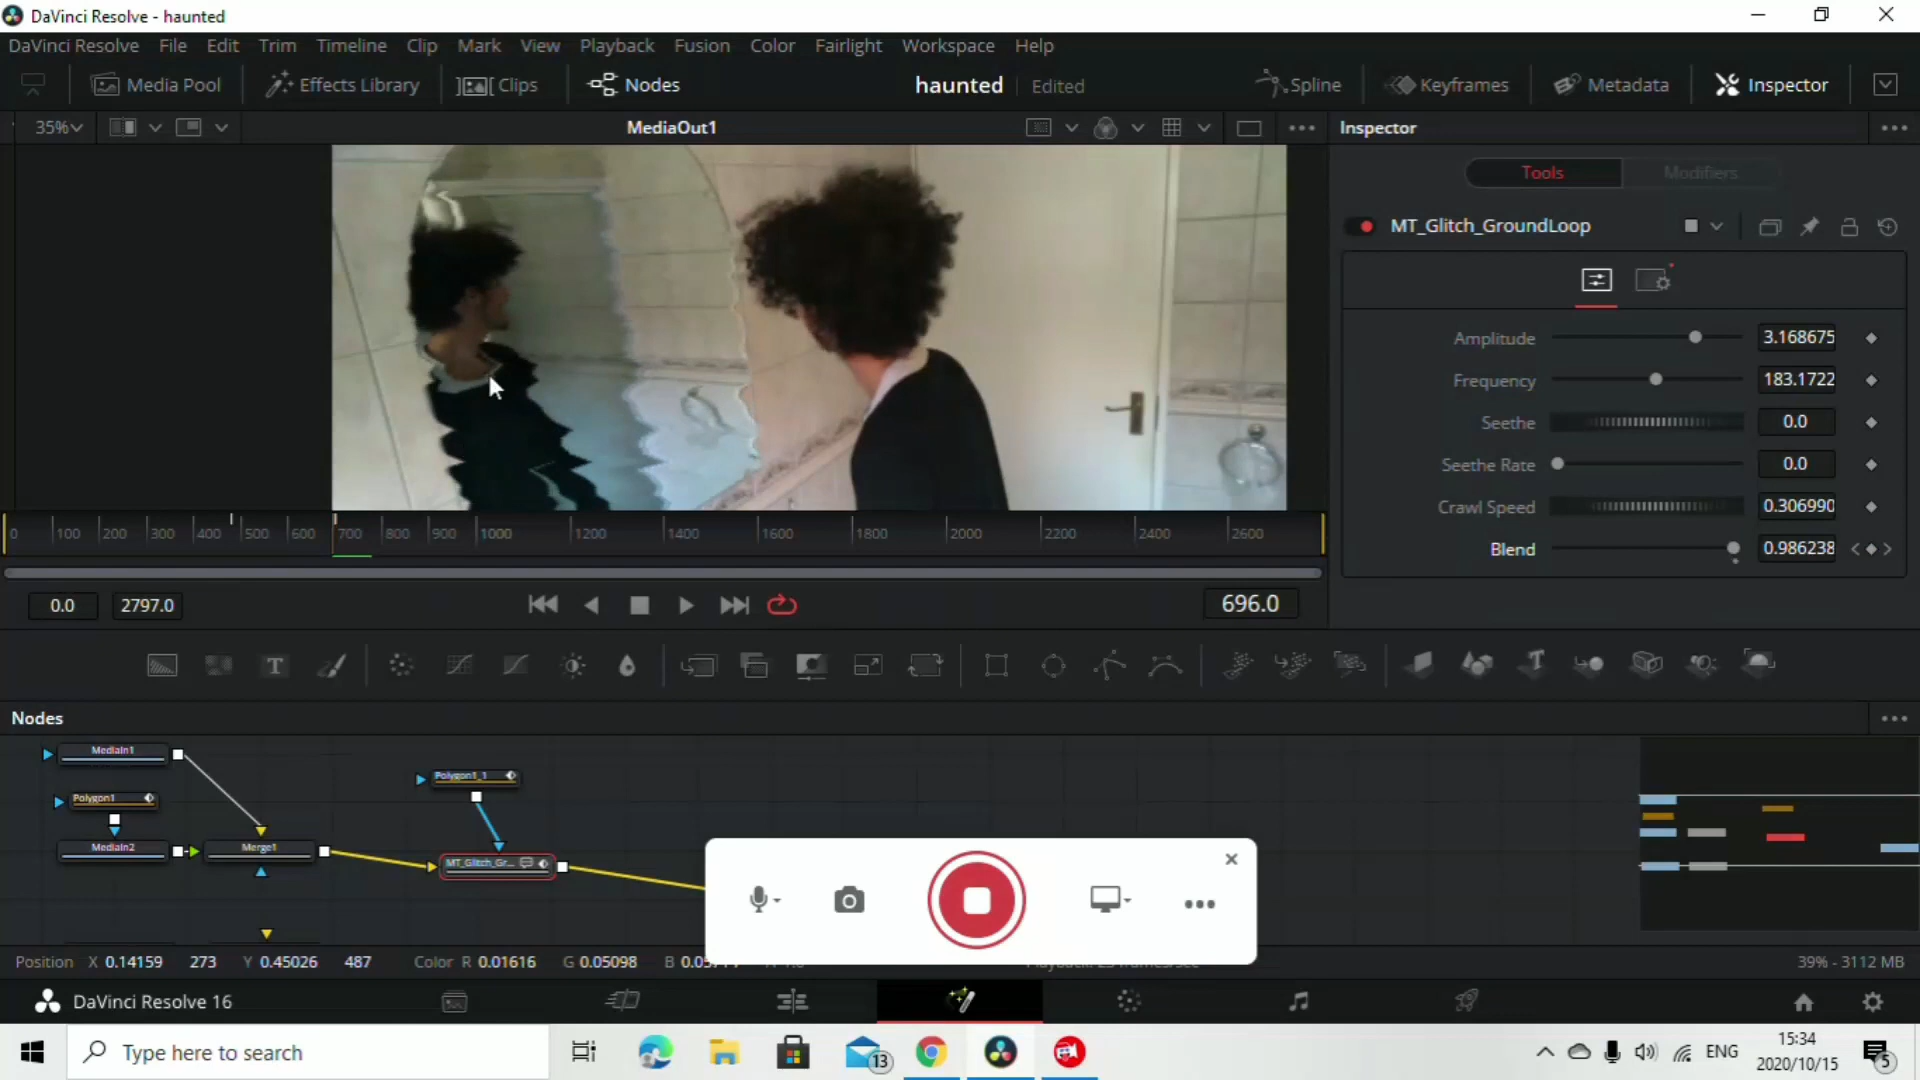 DaVinci Resolve - haunted
DaVinci Resolve File Edit Trim Timeline Clip Mark View Playback Fusion Color Fairlight Workspace Help
Media Pool Effects Library Clips Nodes haunted Edited Spline Keyframes Metadata Inspector
35% MediaOut1 Inspector
Tools Modifiers
MT_Glitch_GroundLoop
Amplitude 3.168675
Frequency 183.1722
Seethe 0.0
Seethe Rate 0.0
Crawl Speed 0.306990
Blend 0.986238
0 100 200 300 400 500 600 700 800 900 1000 1200 1400 1600 1800 2000 2200 2400 2600
0.0 2797.0 696.0
T
Nodes
MediaIn1
Polygon1_1
Polygon1
MediaIn2 Merge1 MT_Glitch_Gr...
Position X 0.14159 273 Y 0.45026 487 Color R 0.01616 G 0.05098 39% - 3112 MB
DaVinci Resolve 16
Type here to search 13 ENG 15:34
2020/10/15 5